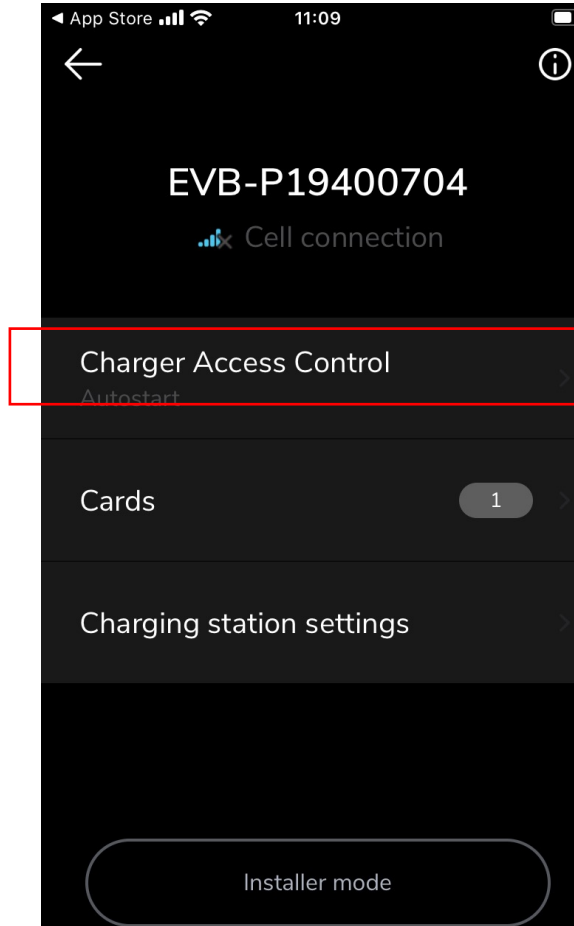 App Store 11:09
EVB-P19400704
Cell connection
Charger Access Control
Autostart
Cards 1
Charging station settings
Installer mode